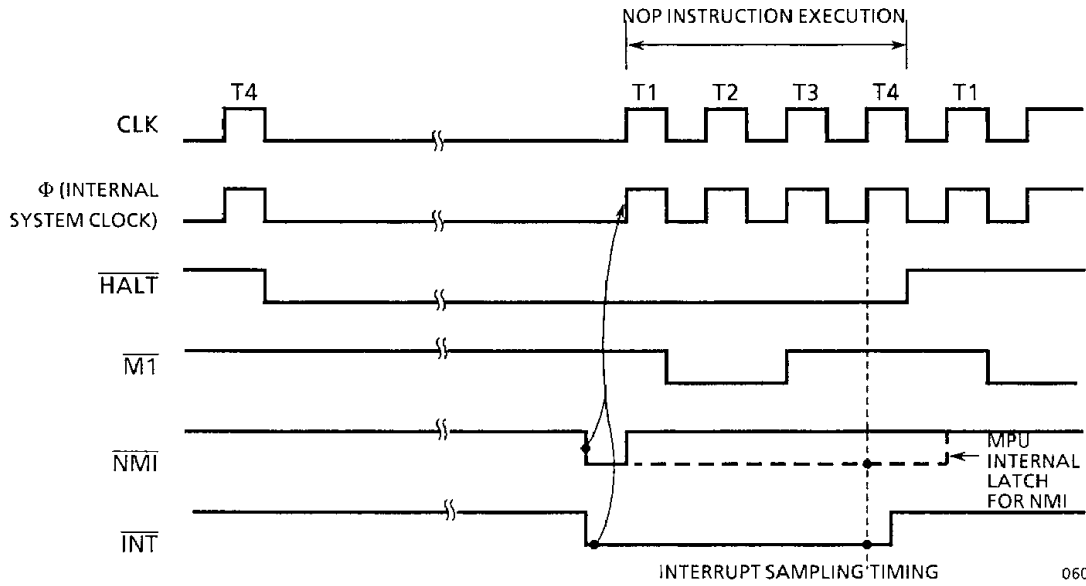 NOP INSTRUCTION EXECUTION
T4 T1 T2 T3 T4 T1
CLK
Φ (INTERNAL
SYSTEM CLOCK)
HALT
M1
NMI
MPU
INTERNAL
LATCH
FOR NMI
INT
INTERRUPT SAMPLING TIMING
060